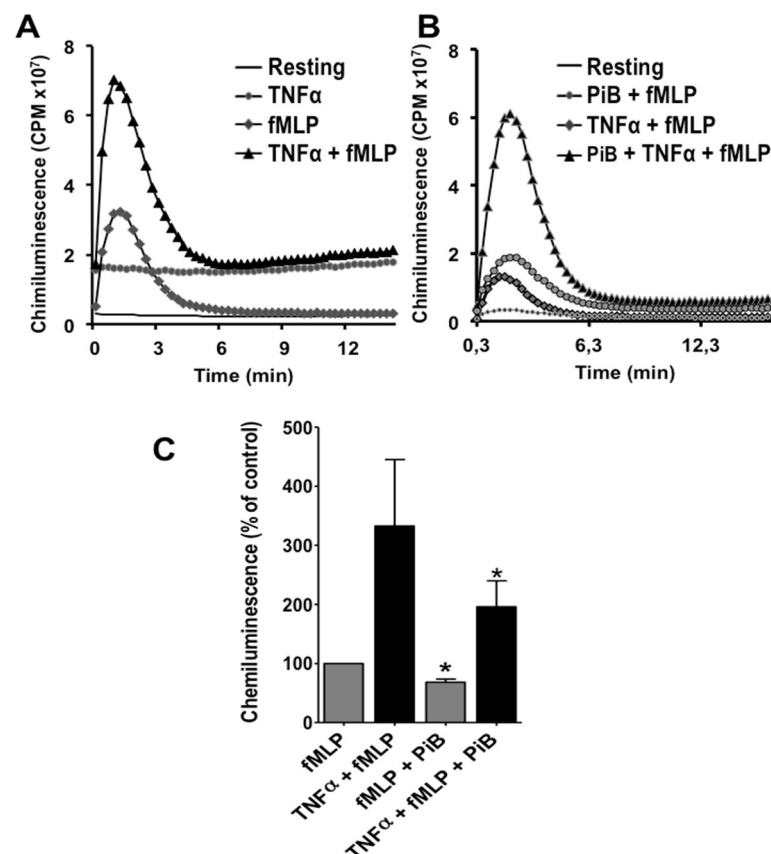 A
Chimiluminescence (CPM x10⁷)
8
6
4
2
0
Resting
TNFα
fMLP
TNFα + fMLP
0 3 6 9 12
Time (min)
B
Chimiluminescence (CPM x10⁷)
8
6
4
2
0
Resting
PiB + fMLP
TNFα + fMLP
PiB + TNFα + fMLP
0,3 6,3 12,3
Time (min)
C
Chemiluminescence (% of control)
500
400
300
200
100
0
*
*
fMLP
TNFα + fMLP
fMLP + PiB
TNFα + fMLP + PiB